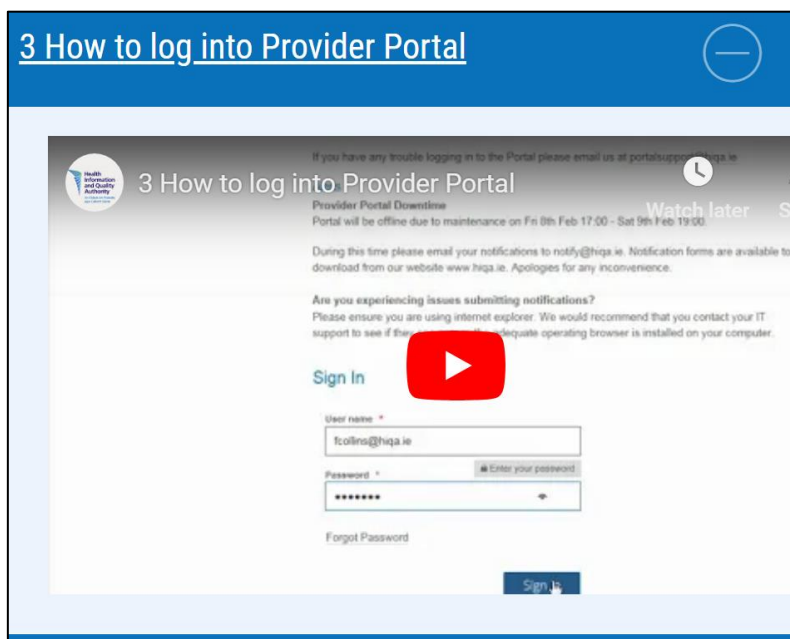 3 How to log into Provider Portal
If you have any trouble logging in to the Portal please email us at portalsupport@hiqa.ie
Health
Information
and Quality
Authority
3 How to log into Provider Portal
Watch later
Provider Portal Downtime
Portal will be offline due to maintenance on Fri 8th Feb 17:00 - Sat 9th Feb 19:00.
During this time please email your notifications to notify@hiqa.ie. Notification forms are available to
download from our website www.hiqa.ie. Apologies for any inconvenience.
Are you experiencing issues submitting notifications?
Please ensure you are using internet explorer. We would recommend that you contact your IT
support to see if they adequate operating browser is installed on your computer.
Sign In
User name *
fcollins@hiqa.ie
Password *
Enter your password
•••••••
Forgot Password
Sign In